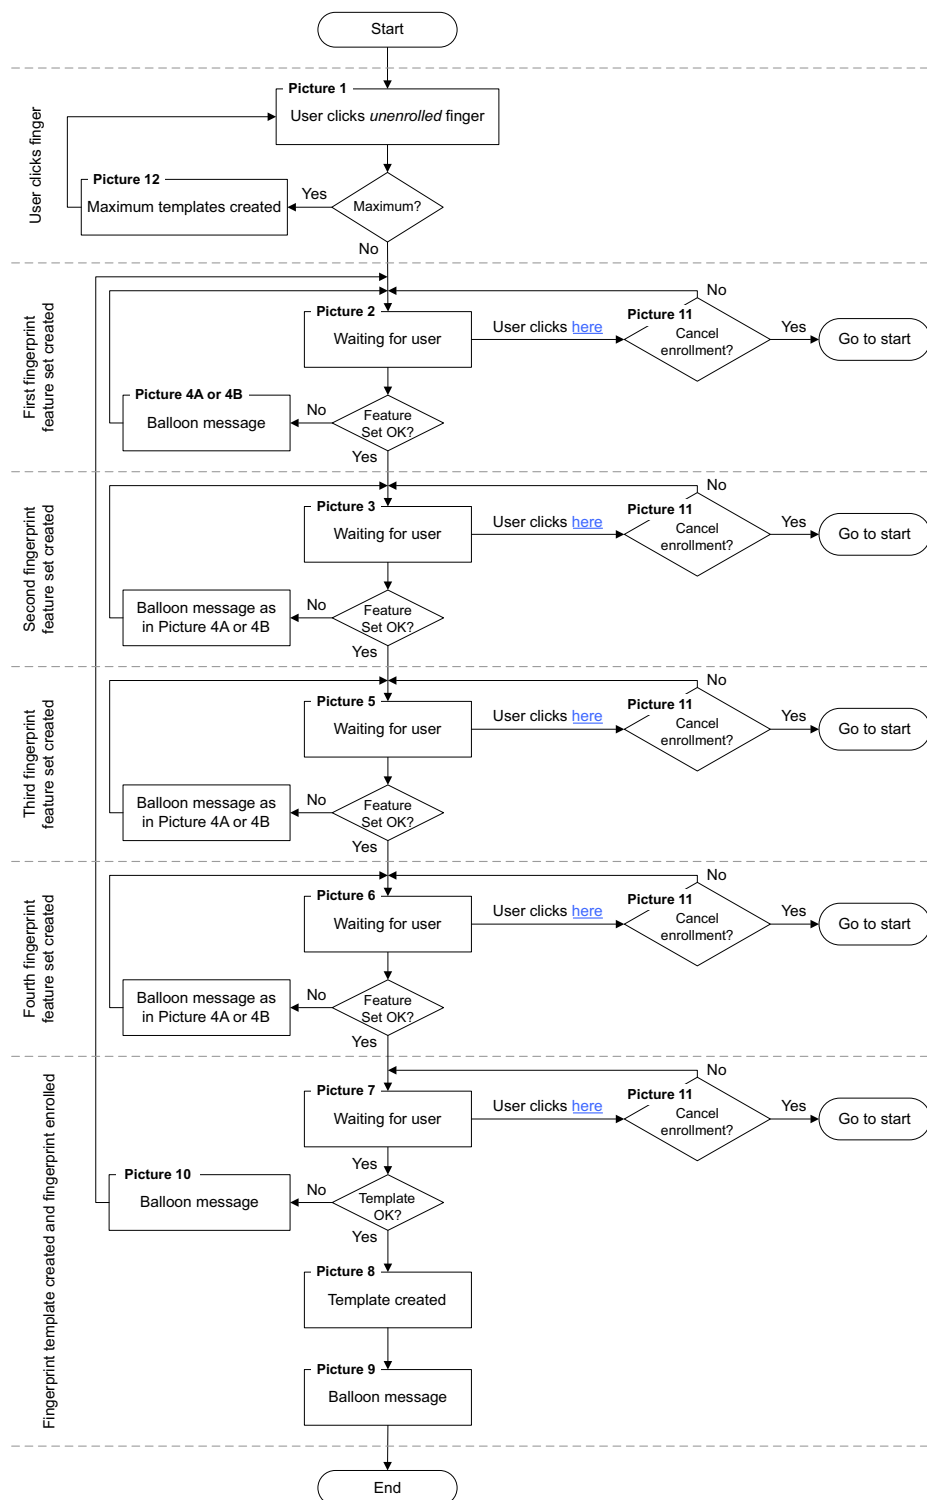 Start
User clicks finger
Picture 1
User clicks unenrolled finger
Picture 12
Maximum templates created
Yes
Maximum?
No
First fingerprint
feature set created
No
Picture 2
Waiting for user
User clicks here
Picture 11
Cancel
enrollment?
Yes
Go to start
Picture 4A or 4B
Balloon message
No
Feature
Set OK?
Yes
Second fingerprint
feature set created
No
Picture 3
Waiting for user
User clicks here
Picture 11
Cancel
enrollment?
Yes
Go to start
Balloon message as
in Picture 4A or 4B
No
Feature
Set OK?
Yes
Third fingerprint
feature set created
No
Picture 5
Waiting for user
User clicks here
Picture 11
Cancel
enrollment?
Yes
Go to start
Balloon message as
in Picture 4A or 4B
No
Feature
Set OK?
Yes
Fourth fingerprint
feature set created
No
Picture 6
Waiting for user
User clicks here
Picture 11
Cancel
enrollment?
Yes
Go to start
Balloon message as
in Picture 4A or 4B
No
Feature
Set OK?
Yes
Fingerprint template created and fingerprint enrolled
No
Picture 7
Waiting for user
User clicks here
Picture 11
Cancel
enrollment?
Yes
Go to start
Yes
Picture 10
Balloon message
No
Template
OK?
Yes
Picture 8
Template created
Picture 9
Balloon message
End